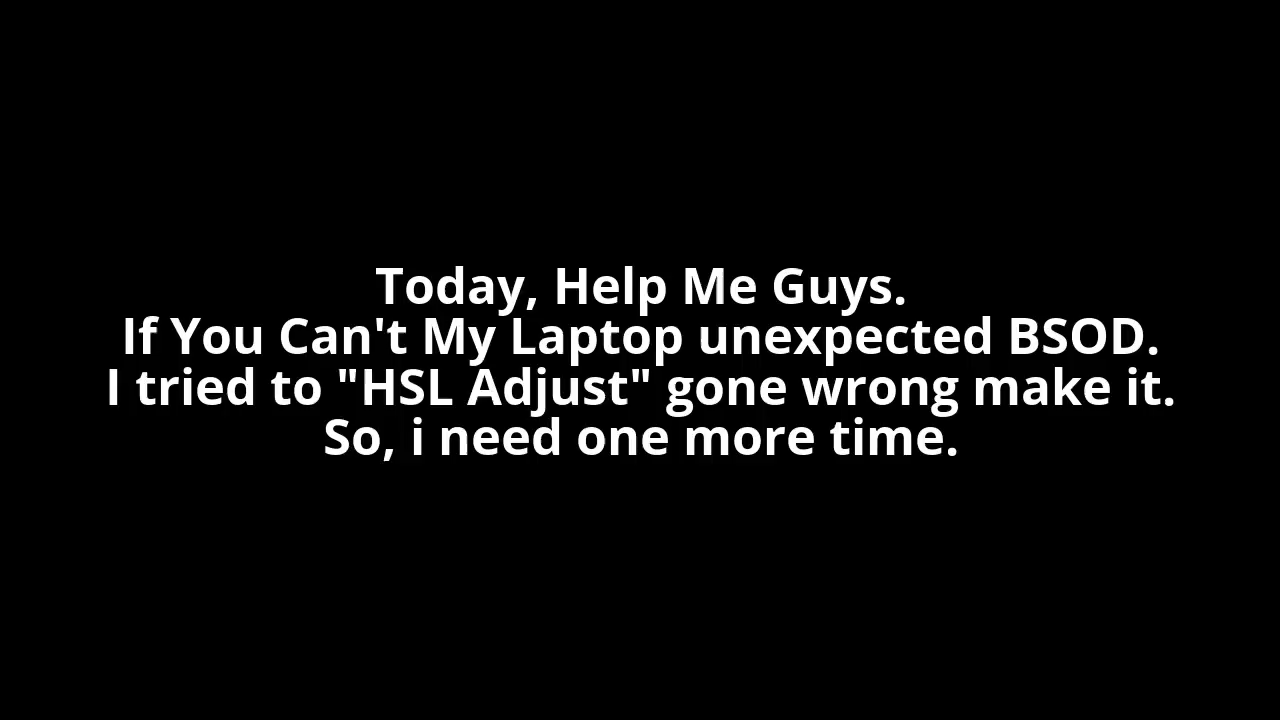 Today, Help Me Guys.
If You Can't My Laptop unexpected BSOD.
I tried to "HSL Adjust" gone wrong make it.
So, i need one more time.